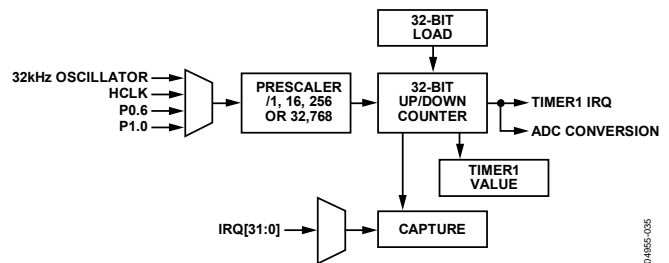 32-BIT
LOAD
32kHz OSCILLATOR
HCLK
P0.6
P1.0
PRESCALER
/1, 16, 256
OR 32,768
32-BIT
UP/DOWN
COUNTER
TIMER1 IRQ
ADC CONVERSION
TIMER1
VALUE
IRQ[31:0]
CAPTURE
04955-035